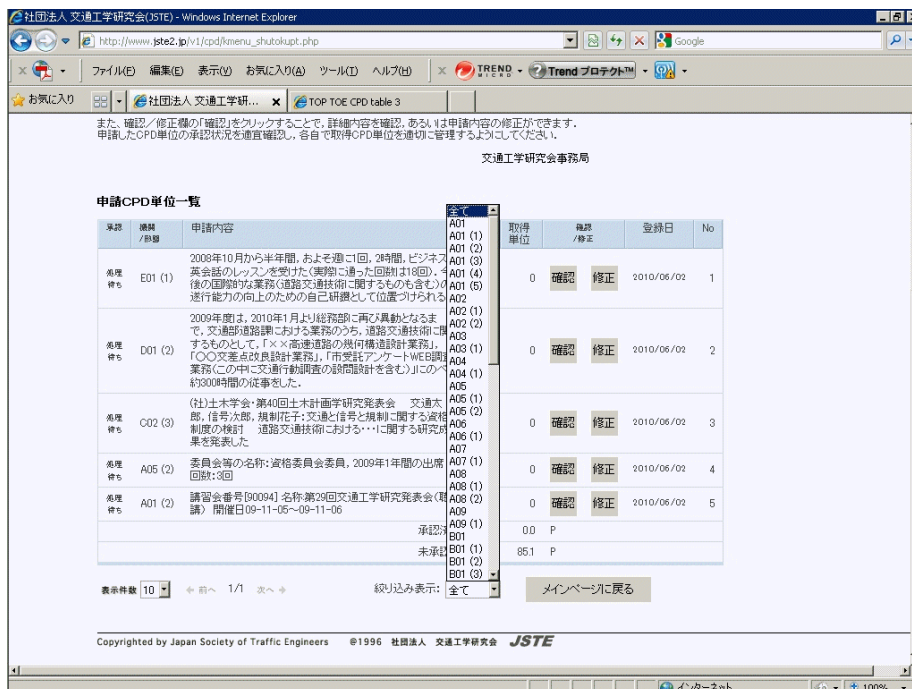 社団法人 交通工学研究会(JSTE) - Windows Internet Explorer
http://www.jste2.jp/v1/cpd/kmenu_shutokupt.php
Google
ファイル(F) 編集(E) 表示(V) お気に入り(A) ツール(T) ヘルプ(H)
TREND MICRO Trend プロテクト™
お気に入り
社団法人 交通工学研... TOP TOE CPD table 3
また、確認/修正欄の「確認」をクリックすることで、詳細内容を確認、あるいは申請内容の修正ができます.
申請したCPD単位の承認状況を適宜確認し、各自で取得CPD単位を適切に管理するようにしてください.
交通工学研究会事務局
申請CPD単位一覧
承認 機関/形態 申請内容 取得単位 確認/修正 登録日 No
処理待ち E01 (1)
2008年10月から半年間, およそ週に1回, 2時間, ビジネス
英会話のレッスンを受けた(実際に通った回数は18回).
後の国際的な業務(道路交通技術に関するものも含む)の
遂行能力の向上のための自己研鑽として位置づけられる
0 確認 修正 2010/06/02 1
処理待ち D01 (2)
2009年度は, 2010年1月より総務部に再び異動となるま
で, 交通部道路課における業務のうち, 道路交通技術に関
するものとして, 「××高速道路の幾何構造設計業務」,
「○○交差点改良設計業務」, 「市受託アンケートWEB調査
業務(この中に交通行動調査の設問設計を含む)」にのべ
約300時間の従事をした.
0 確認 修正 2010/06/02 2
処理待ち C02 (3)
(社)土木学会・第40回土木計画学研究発表会 交通太
郎, 信号次郎, 規制花子:交通と信号と規制に関する資格
制度の検討 道路交通技術における・・・に関する研究成
果を発表した
0 確認 修正 2010/06/02 3
処理待ち A05 (2)
委員会等の名称:資格委員会委員, 2009年1年間の出席
回数:3回
0 確認 修正 2010/06/02 4
処理待ち A01 (2)
講習会番号[90094] 名称:第29回交通工学研究発表会(聴
講) 開催日09-11-05～09-11-06
0 確認 修正 2010/06/02 5
承認済 0.0 P
未承認 85.1 P
全て
A01
A01 (1)
A01 (2)
A01 (3)
A01 (4)
A01 (5)
A02
A02 (1)
A02 (2)
A03
A03 (1)
A04
A04 (1)
A05
A05 (1)
A05 (2)
A06
A06 (1)
A07
A07 (1)
A08
A08 (1)
A08 (2)
A09
A09 (1)
B01
B01 (1)
B01 (2)
B01 (3)
表示件数 10 ← 前へ 1/1 次へ → 絞り込み表示: 全て メインページに戻る
Copyrighted by Japan Society of Traffic Engineers @1996 社団法人 交通工学研究会 JSTE
インターネット 100%